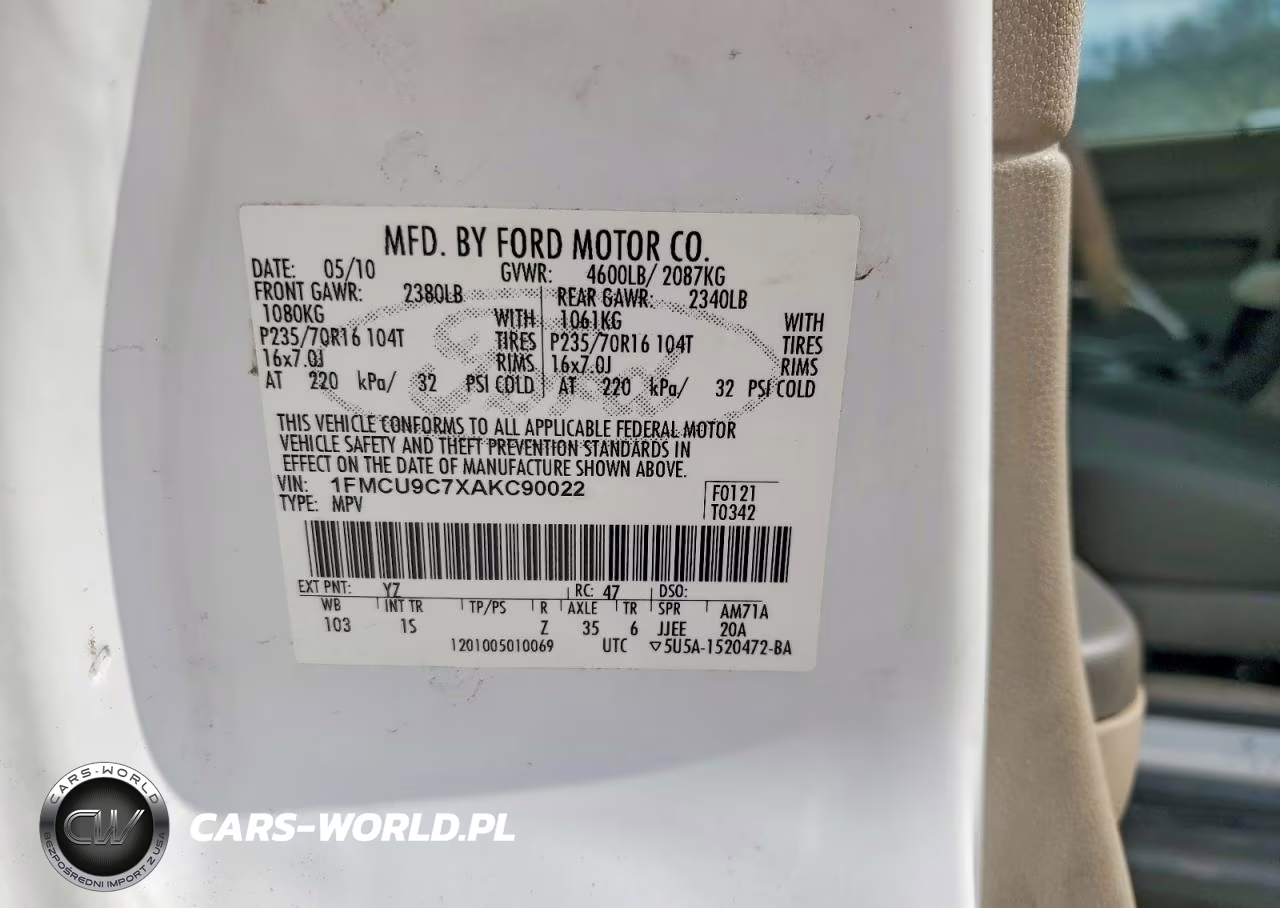 MFD. BY FORD MOTOR CO.
DATE: 05/10 GVWR: 4600LB/ 2087KG
FRONT GAWR: 2380LB REAR GAWR: 2340LB
1080KG WITH 1061KG WITH
P235/70R16 104T TIRES P235/70R16 104T TIRES
16x7.0J RIMS 16x7.0J RIMS
AT 220 kPa/ 32 PSI COLD AT 220 kPa/ 32 PSI COLD
THIS VEHICLE CONFORMS TO ALL APPLICABLE FEDERAL MOTOR
VEHICLE SAFETY AND THEFT PREVENTION STANDARDS IN
EFFECT ON THE DATE OF MANUFACTURE SHOWN ABOVE.
VIN: 1FMCU9C7XAKC90022 F0121
TYPE: MPV T0342
EXT PNT: YZ RC: 47 DSO:
WB INT TR TP/PS R AXLE TR SPR AM71A
103 1S Z 35 6 JJEE 20A
1201005010069 UTC ▽5U5A-1520472-BA
CARS-WORLD
CW
BEZPOŚREDNI IMPORT Z USA
CARS-WORLD.PL